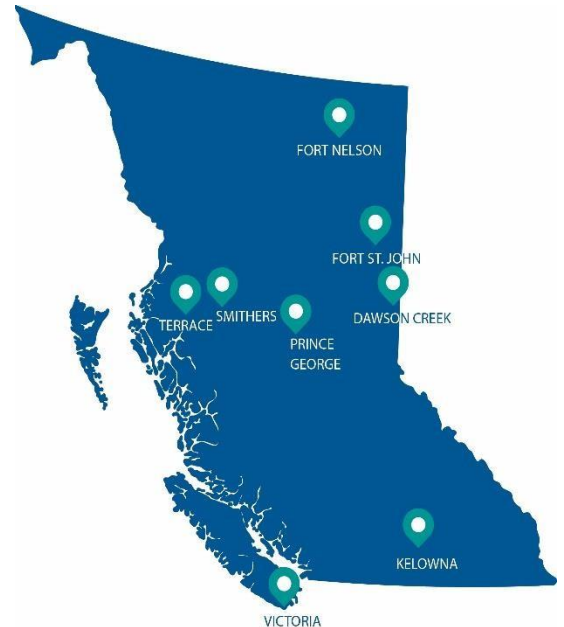 FORT NELSON
FORT ST. JOHN
TERRACE
SMITHERS
DAWSON CREEK
PRINCE
GEORGE
KELOWNA
VICTORIA